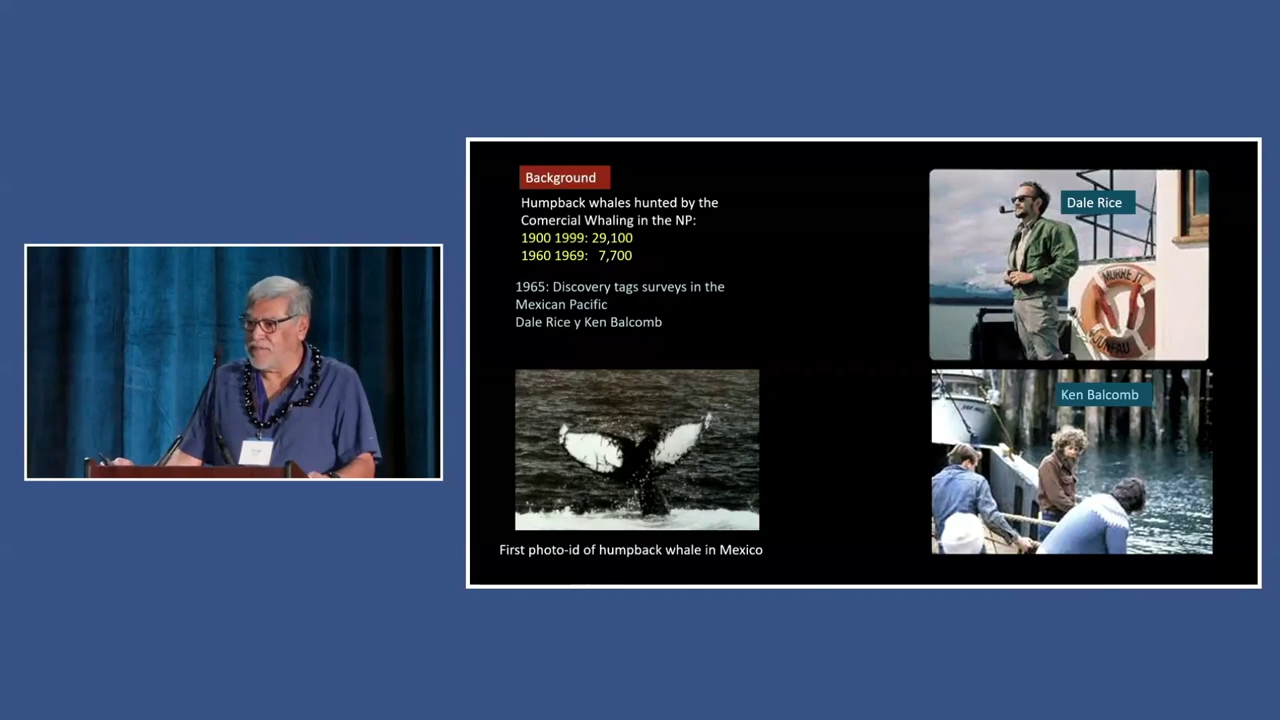 Background
Humpback whales hunted by the
Comercial Whaling in the NP:
1900 1999: 29,100
1960 1969: 7,700
1965: Discovery tags surveys in the
Mexican Pacific
Dale Rice y Ken Balcomb
First photo-id of humpback whale in Mexico
Dale Rice
JUNEAU
Ken Balcomb